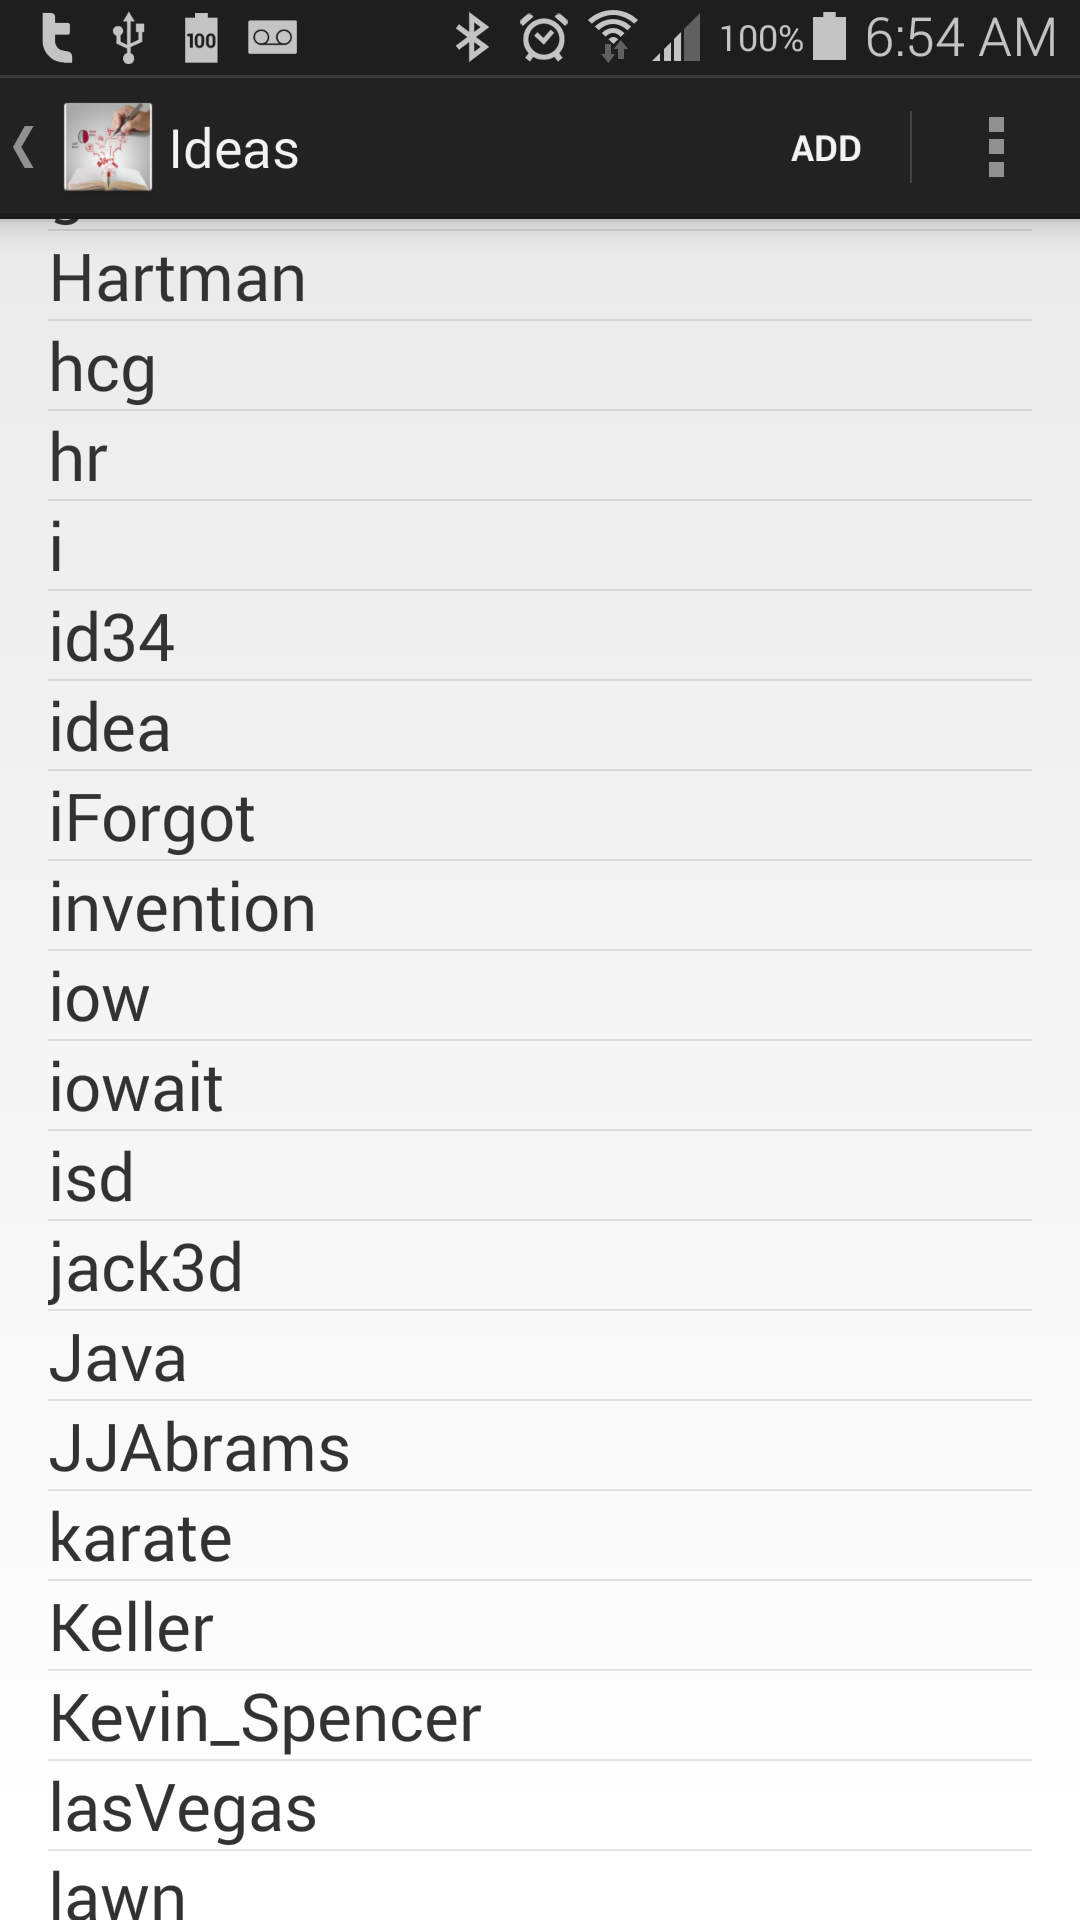 100
100%
6:54 AM
Ideas
ADD
Hartman
hcg
hr
i
id34
idea
iForgot
invention
iow
iowait
isd
jack3d
Java
JJAbrams
karate
Keller
Kevin_Spencer
lasVegas
lawn